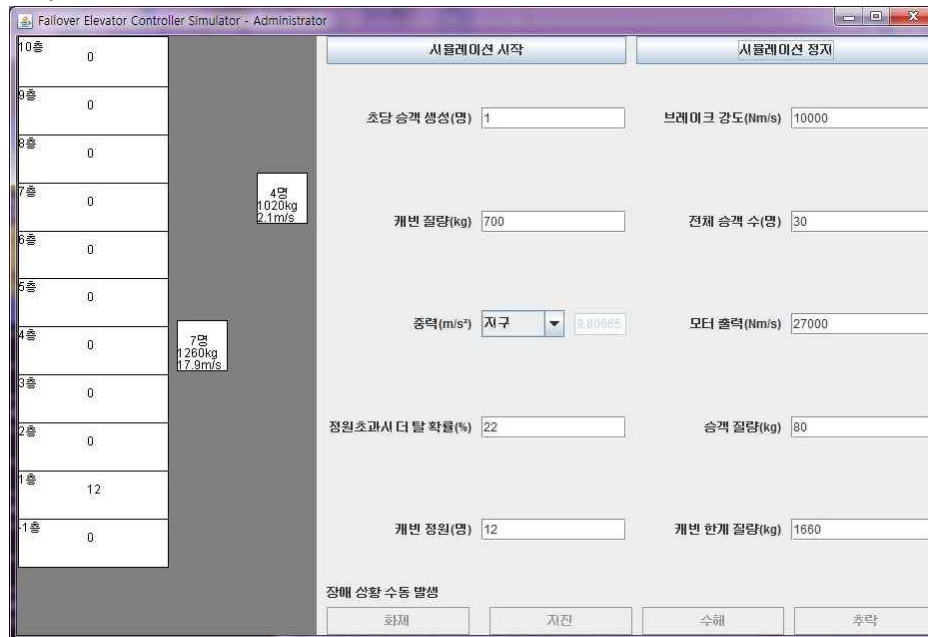 Failover Elevator Controller Simulator - Administrator
10층
0
9층
0
8층
0
7층
0
6층
0
5층
0
4층
0
3층
0
2층
0
1층
12
-1층
0
4명
1020kg
2.1m/s
7명
1260kg
17.9m/s
시뮬레이션 시작
시뮬레이션 정지
초당 승객 생성(명) 1
브레이크 강도(Nm/s) 10000
캐빈 질량(kg) 700
전체 승객 수(명) 30
중력(m/s²) 지구 9.80665
모터 출력(Nm/s) 27000
정원초과시 더 탈 확률(%) 22
승객 질량(kg) 80
캐빈 정원(명) 12
캐빈 한계 질량(kg) 1660
장애 상황 수동 발생
화재
지진
수해
추락